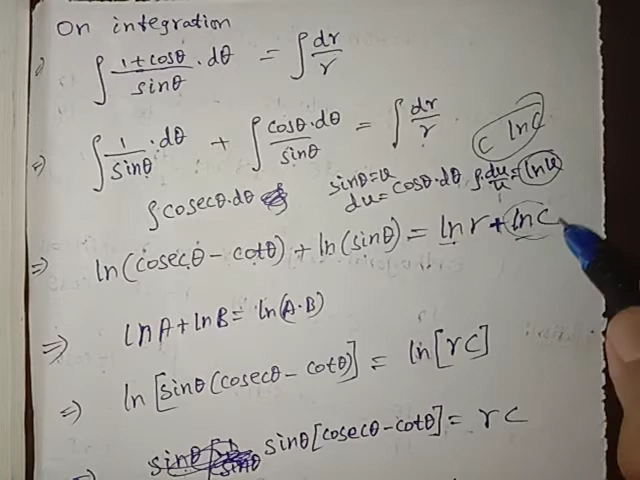 On integration
⇒ ∫ (1+cosθ)/sinθ . dθ = ∫ dr/r
⇒ ∫ 1/sinθ . dθ + ∫ cosθ.dθ/sinθ = ∫ dr/r
C lnC
∫cosecθ.dθ
sinθ=u
du=cosθ.dθ ∫ du/u = lnu
⇒ ln(cosecθ - cotθ) + ln(sinθ) = ln r + lnC
⇒ lnA + lnB = ln(A.B)
⇒ ln[sinθ(cosecθ - cotθ)] = ln[rC]
sinθ[cosecθ-cotθ] = rC